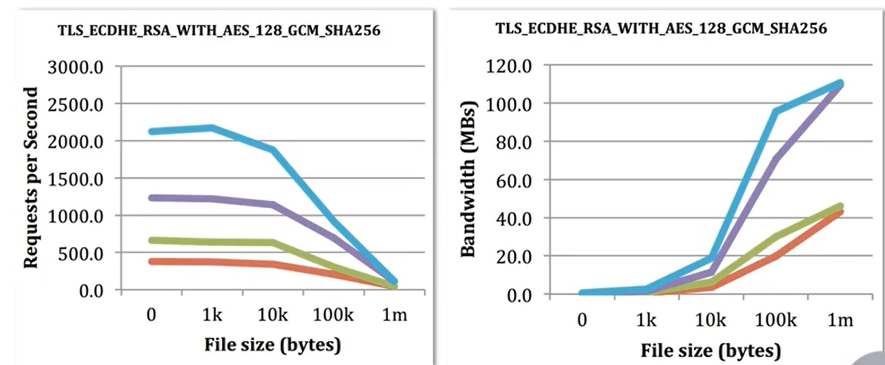 TLS_ECDHE_RSA_WITH_AES_128_GCM_SHA256
3000.0
2500.0
2000.0
1500.0
1000.0
500.0
0.0
Requests per Second
0 1k 10k 100k 1m
File size (bytes)
TLS_ECDHE_RSA_WITH_AES_128_GCM_SHA256
120.0
100.0
80.0
60.0
40.0
20.0
0.0
Bandwidth (MBs)
0 1k 10k 100k 1m
File size (bytes)